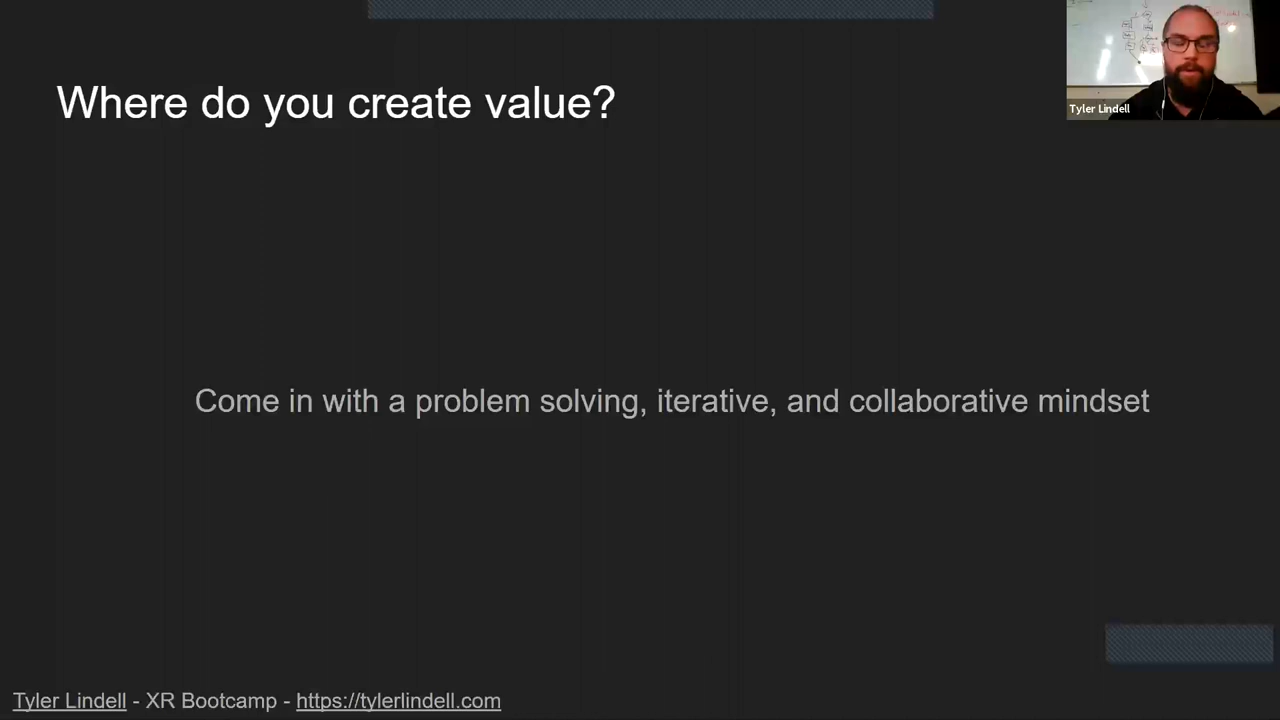 Where do you create value?
Tyler Lindell
Come in with a problem solving, iterative, and collaborative mindset
Tyler Lindell - XR Bootcamp - https://tylerlindell.com